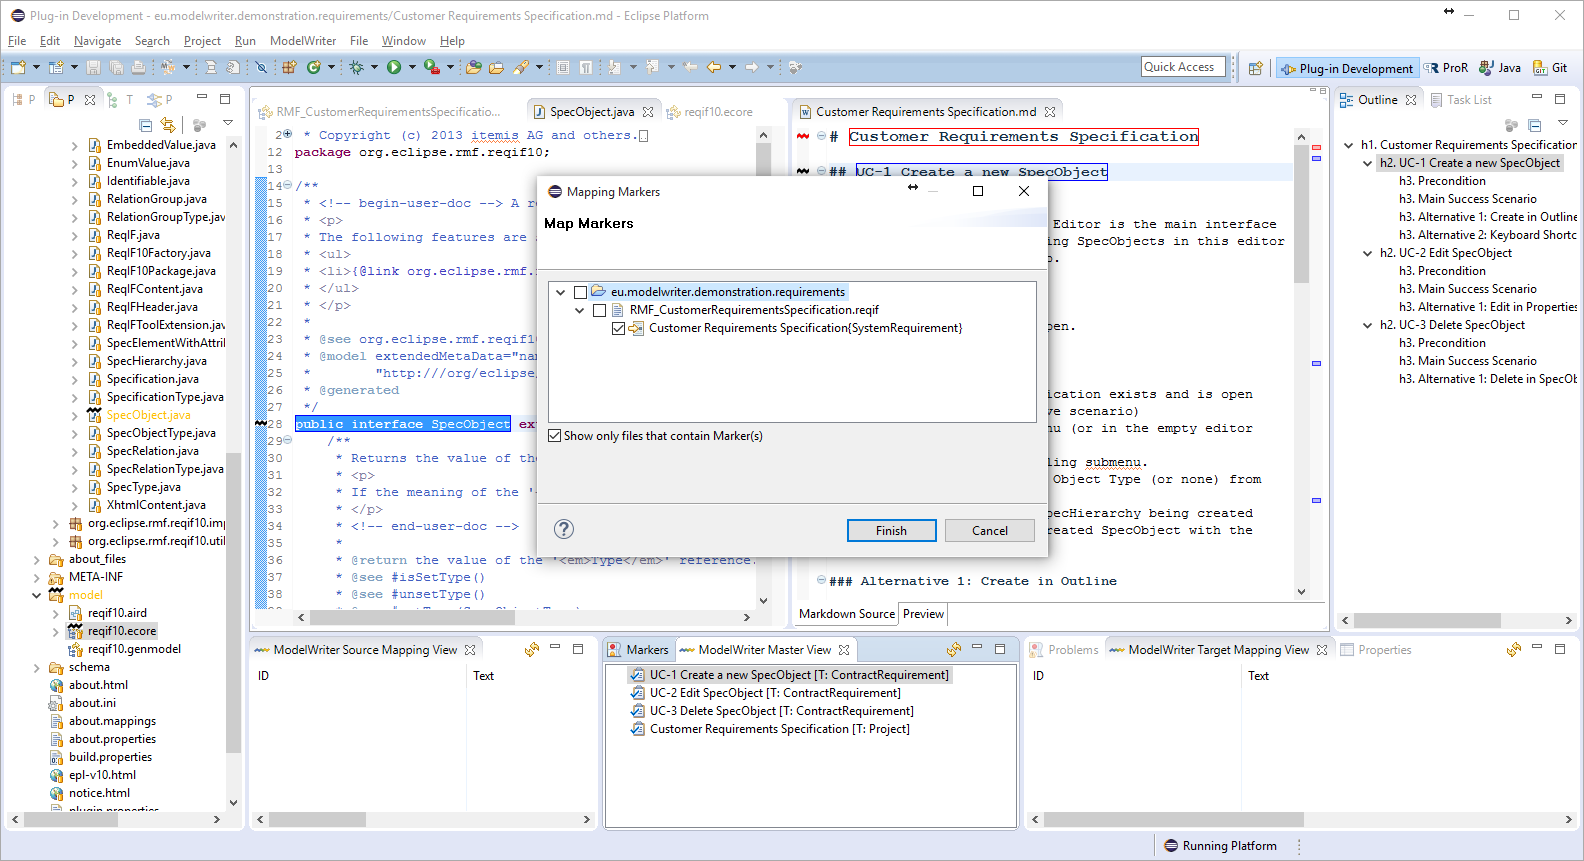 Plug-in Development - eu.modelwriter.demonstration.requirements/Customer Requirements Specification.md - Eclipse Platform
File Edit Navigate Search Project Run ModelWriter File Window Help
Quick Access
Plug-in Development
ProR
Java
Git
P
P
T
P
EmbeddedValue.java
EnumValue.java
Identifiable.java
RelationGroup.java
RelationGroupType.jav
ReqIF.java
ReqIF10Factory.java
ReqIF10Package.java
ReqIFContent.java
ReqIFHeader.java
ReqIFToolExtension.jav
SpecElementWithAttril
SpecHierarchy.java
Specification.java
SpecificationType.java
SpecObject.java
SpecObjectType.java
SpecRelation.java
SpecRelationType.java
SpecType.java
XhtmlContent.java
org.eclipse.rmf.reqif10.imp
org.eclipse.rmf.reqif10.util
about_files
META-INF
model
reqif10.aird
reqif10.ecore
reqif10.genmodel
schema
about.html
about.ini
about.mappings
about.properties
build.properties
epl-v10.html
notice.html
plugin.properties
RMF_CustomerRequirementsSpecificatio...
SpecObject.java
reqif10.ecore
2 * Copyright (c) 2013 itemis AG and others.
12 package org.eclipse.rmf.reqif10;
13
14 /**
15 * <!-- begin-user-doc --> A r
16 * <p>
17 * The following features are
18 * <ul>
19 * <li>{@link org.eclipse.rmf.
20 * </ul>
21 * </p>
22 *
23 * @see org.eclipse.rmf.reqif10
24 * @model extendedMetaData="nam
25 * "http:///org/eclipse/
26 * @generated
27 */
28 public interface SpecObject ext
29 /**
30 * Returns the value of the
31 * <p>
32 * If the meaning of the '
33 * </p>
34 * <!-- end-user-doc -->
35 *
36 * @return the value of the '<em>Type</em>' reference.
37 * @see #isSetType()
38 * @see #unsetType()
Customer Requirements Specification.md
# Customer Requirements Specification
## UC-1 Create a new SpecObject
Editor is the main interface
ing SpecObjects in this editor
pen.
ication exists and is open
ve scenario)
nu (or in the empty editor
ling submenu.
Object Type (or none) from
pecHierarchy being created
reated SpecObject with the
### Alternative 1: Create in Outline
Markdown Source
Preview
Mapping Markers
Map Markers
eu.modelwriter.demonstration.requirements
RMF_CustomerRequirementsSpecification.reqif
Customer Requirements Specification{SystemRequirement}
Show only files that contain Marker(s)
?
Finish
Cancel
Outline
Task List
h1. Customer Requirements Specification
h2. UC-1 Create a new SpecObject
h3. Precondition
h3. Main Success Scenario
h3. Alternative 1: Create in Outline
h3. Alternative 2: Keyboard Shortc
h2. UC-2 Edit SpecObject
h3. Precondition
h3. Main Success Scenario
h3. Alternative 1: Edit in Properties
h2. UC-3 Delete SpecObject
h3. Precondition
h3. Main Success Scenario
h3. Alternative 1: Delete in SpecOb
ModelWriter Source Mapping View
ID
Text
Markers
ModelWriter Master View
UC-1 Create a new SpecObject [T: ContractRequirement]
UC-2 Edit SpecObject [T: ContractRequirement]
UC-3 Delete SpecObject [T: ContractRequirement]
Customer Requirements Specification [T: Project]
Problems
ModelWriter Target Mapping View
Properties
ID
Text
Running Platform